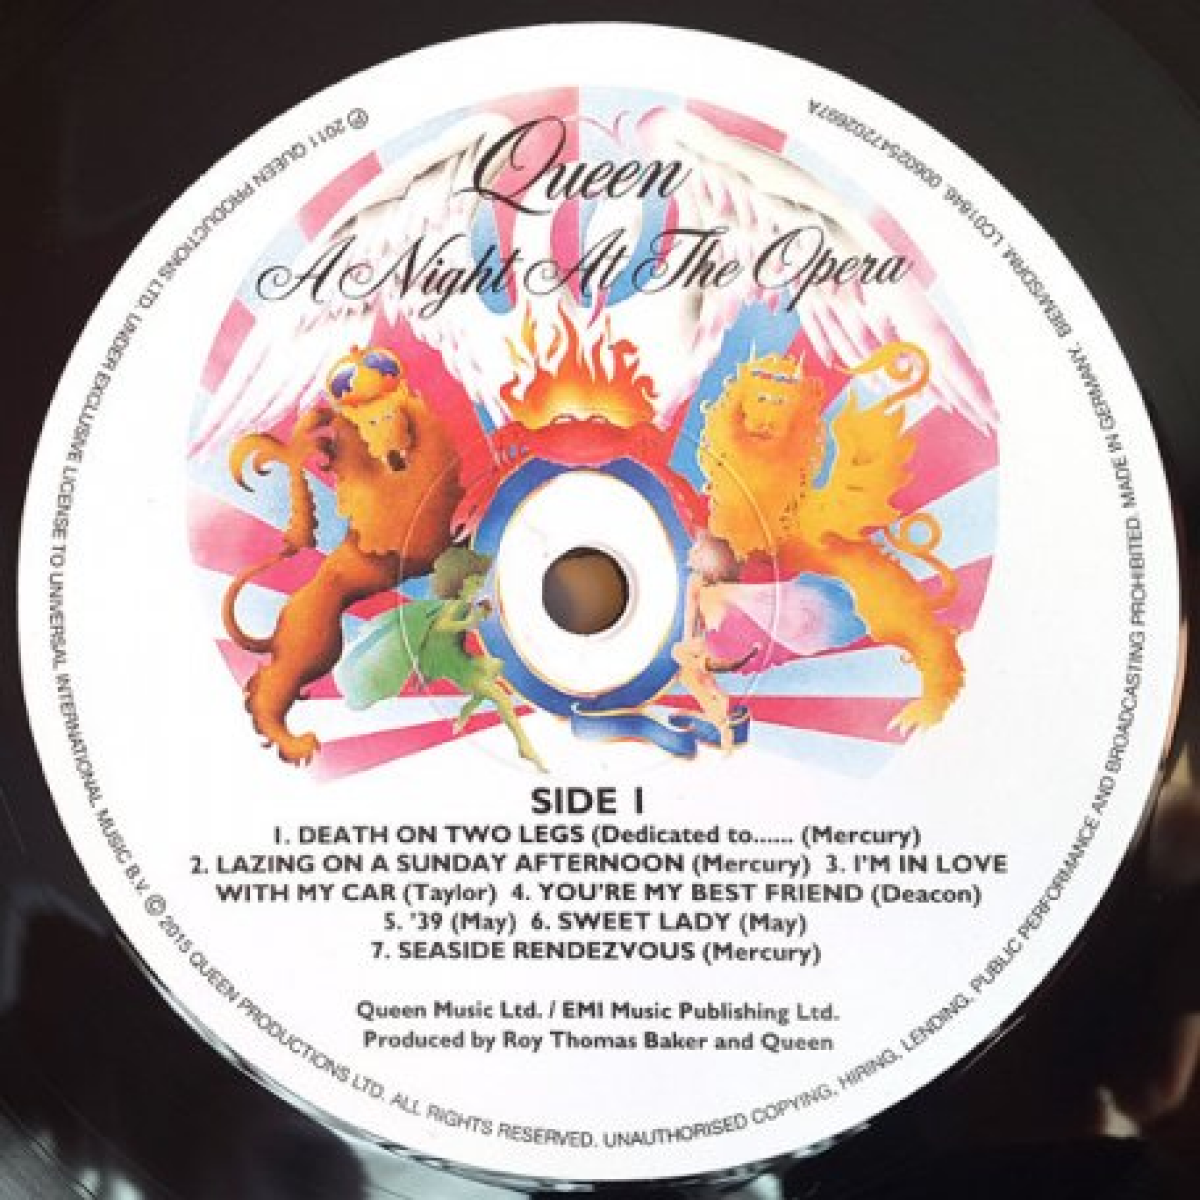 Queen
A Night At The Opera
SIDE 1
1. DEATH ON TWO LEGS (Dedicated to...... (Mercury)
2. LAZING ON A SUNDAY AFTERNOON (Mercury) 3. I'M IN LOVE
WITH MY CAR (Taylor) 4. YOU'RE MY BEST FRIEND (Deacon)
5. '39 (May) 6. SWEET LADY (May)
7. SEASIDE RENDEZVOUS (Mercury)
Queen Music Ltd. / EMI Music Publishing Ltd.
Produced by Roy Thomas Baker and Queen
℗ 2011 QUEEN PRODUCTIONS LTD. UNDER EXCLUSIVE LICENSE TO UNIVERSAL INTERNATIONAL MUSIC B.V. © 2015 QUEEN PRODUCTIONS LTD. ALL RIGHTS RESERVED. UNAUTHORISED COPYING, HIRING, LENDING, PUBLIC PERFORMANCE AND BROADCASTING PROHIBITED. MADE IN GERMANY. BIEM/SDRM. LC01846. 00602547202697A